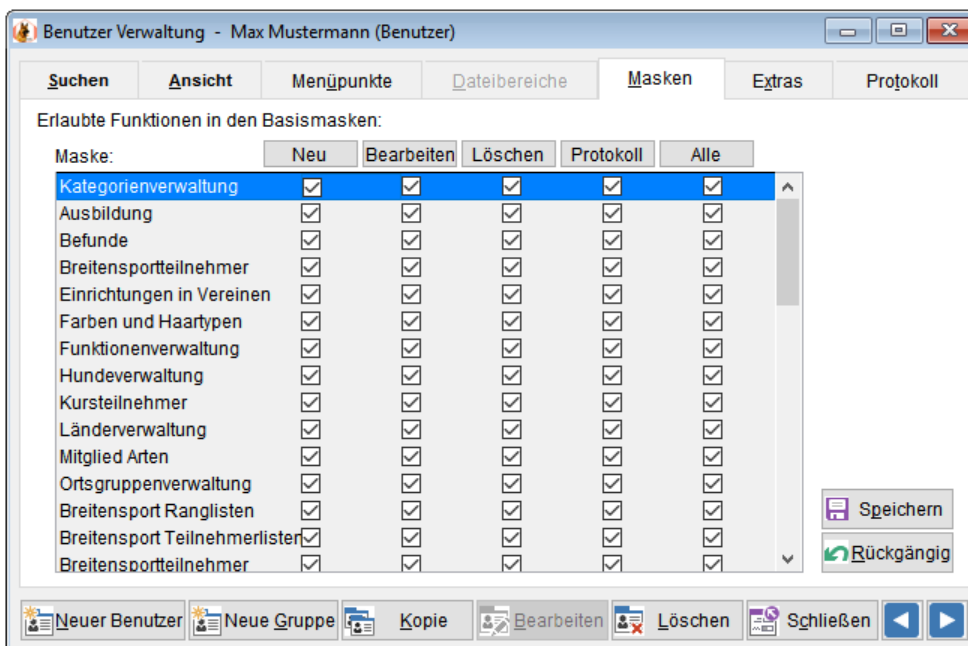 Benutzer Verwaltung - Max Mustermann (Benutzer)
Suchen Ansicht Menüpunkte Dateibereiche Masken Extras Protokoll
Erlaubte Funktionen in den Basismasken:
Maske: Neu Bearbeiten Löschen Protokoll Alle
Kategorienverwaltung
Ausbildung
Befunde
Breitensportteilnehmer
Einrichtungen in Vereinen
Farben und Haartypen
Funktionenverwaltung
Hundeverwaltung
Kursteilnehmer
Länderverwaltung
Mitglied Arten
Ortsgruppenverwaltung
Breitensport Ranglisten
Breitensport Teilnehmerlisten
Breitensportteilnehmer
Speichern
Rückgängig
Neuer Benutzer Neue Gruppe Kopie Bearbeiten Löschen Schließen